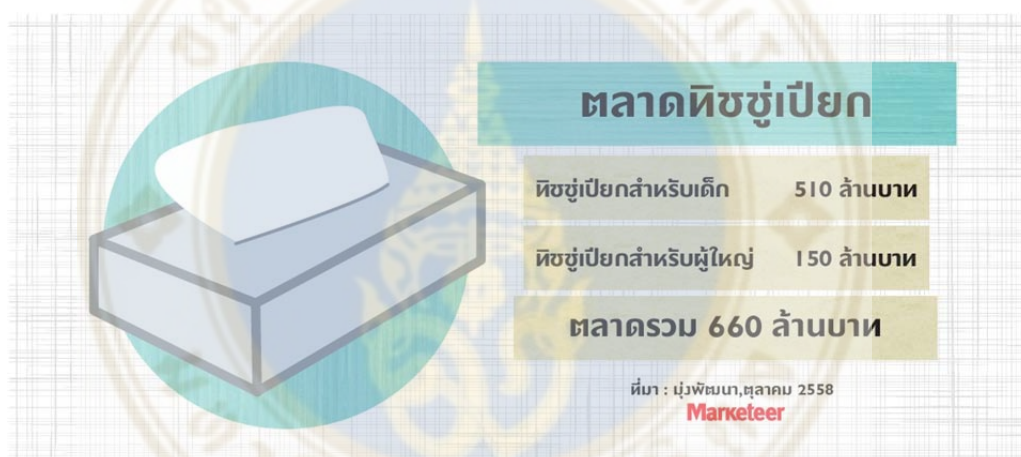 ตลาดทิชชู่เปียก
ทิชชู่เปียกสำหรับเด็ก 510 ล้านบาท
ทิชชู่เปียกสำหรับผู้ใหญ่ 150 ล้านบาท
ตลาดรวม 660 ล้านบาท
ที่มา : มุ่งพัฒนา,ตุลาคม 2558
Marketeer